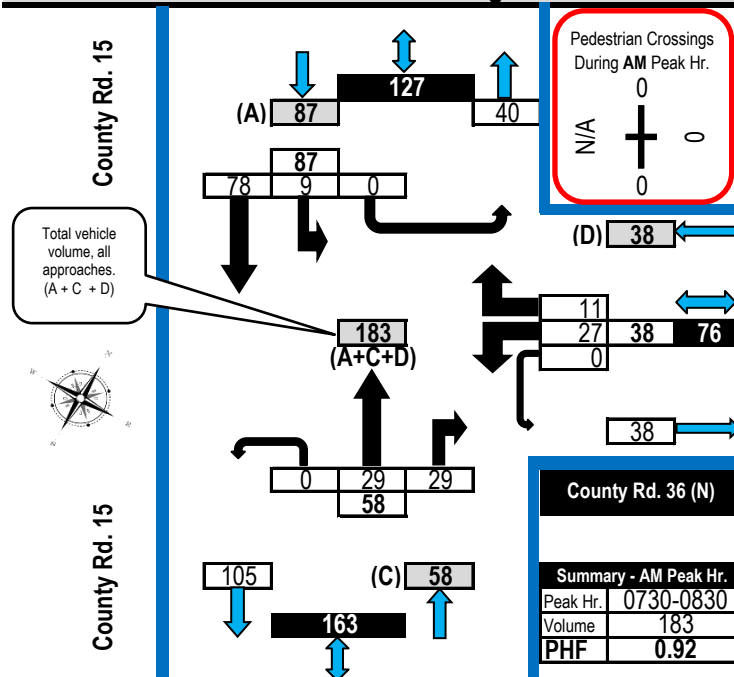 County Rd. 15
127
(A) 87
40
Pedestrian Crossings
During AM Peak Hr.
0
N/A
0
0
87
78 9 0
Total vehicle
volume, all
approaches.
(A + C + D)
(D) 38
183
(A+C+D)
11
27 38 76
0
38
0 29 29
58
County Rd. 15
105
(C) 58
163
County Rd. 36 (N)
Summary - AM Peak Hr.
Peak Hr. 0730-0830
Volume 183
PHF 0.92